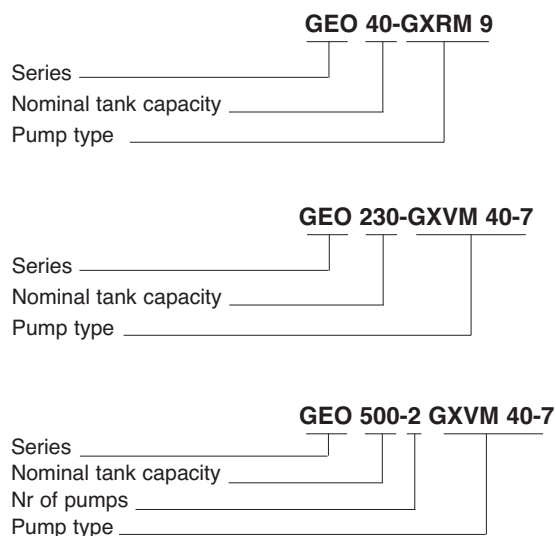 GEO 40-GXRM 9
Series
Nominal tank capacity
Pump type
GEO 230-GXVM 40-7
Series
Nominal tank capacity
Pump type
GEO 500-2 GXVM 40-7
Series
Nominal tank capacity
Nr of pumps
Pump type